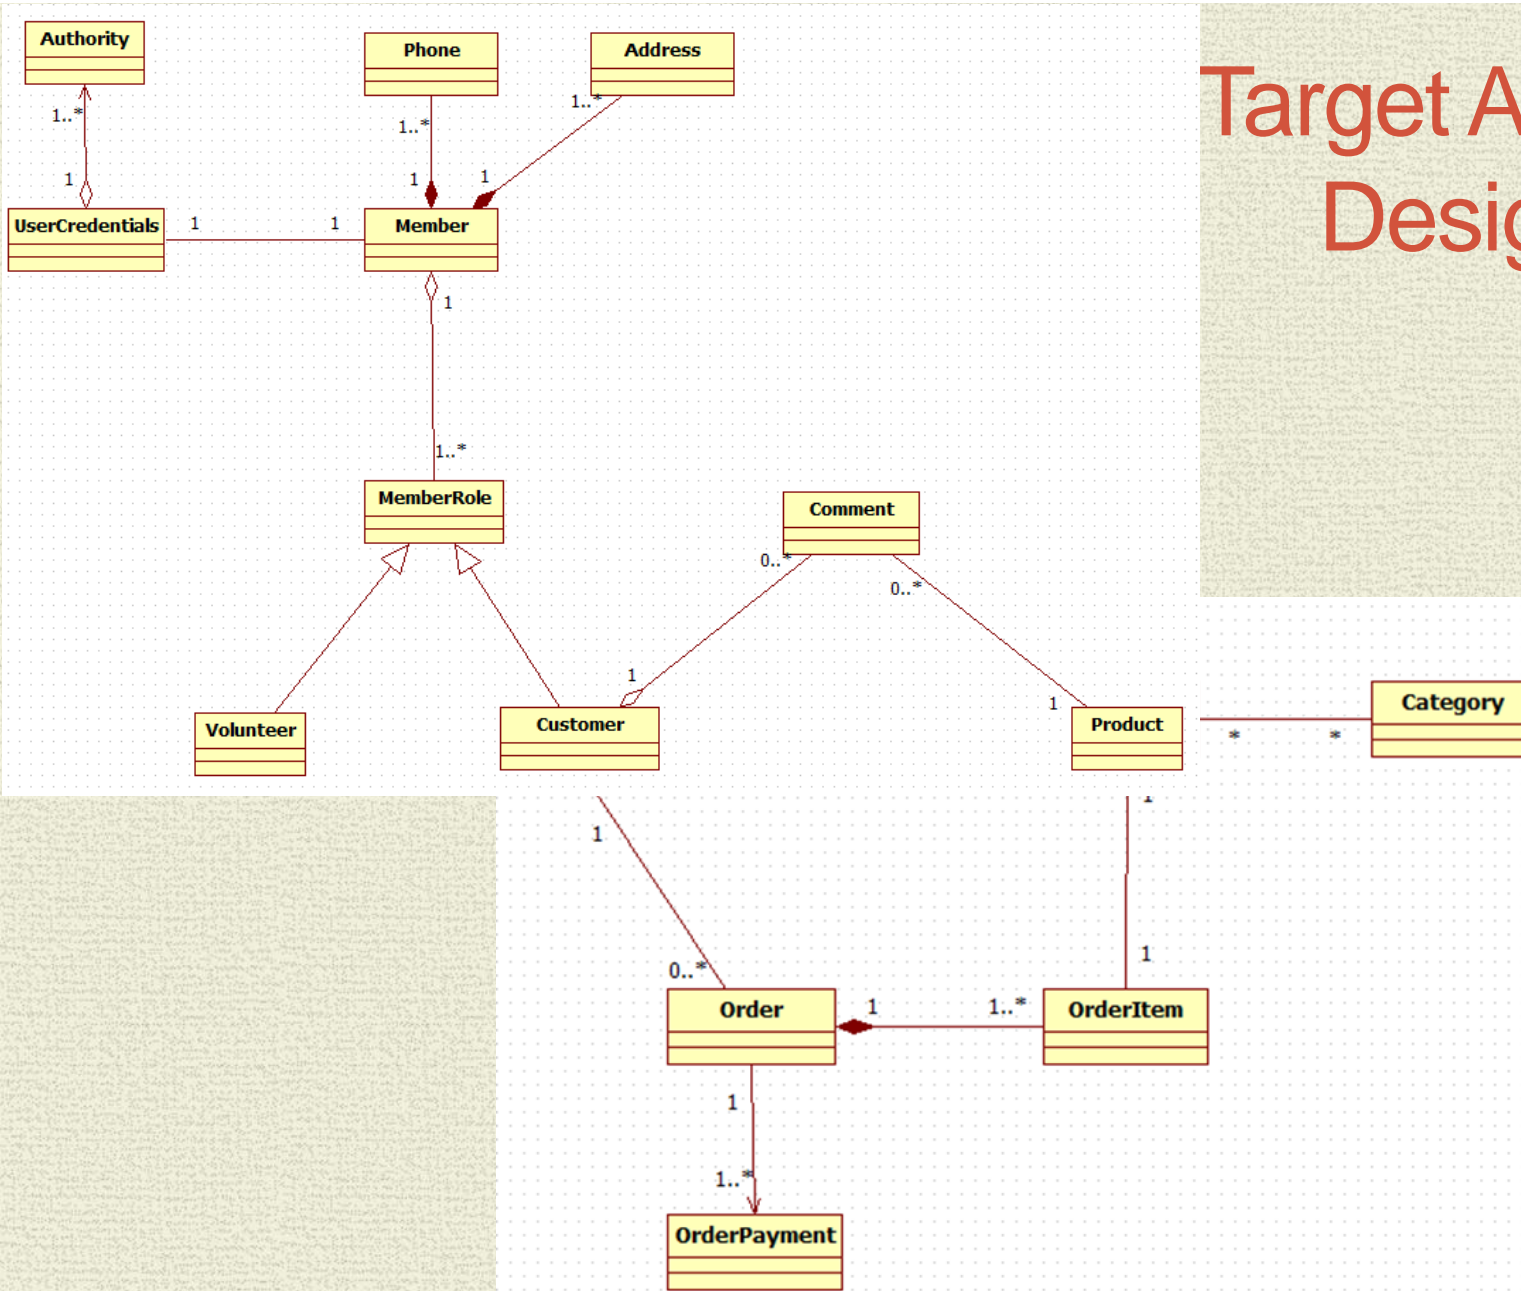 Target A
Desig
Authority
Phone
Address
1..*
1..*
1..*
1
1
1
UserCredentials
1
1
Member
1
1..*
MemberRole
Comment
0..*
0..*
1
1
Volunteer
Customer
Product
*
*
Category
1
1
1
0..*
Order
1
1..*
OrderItem
1
1..*
OrderPayment